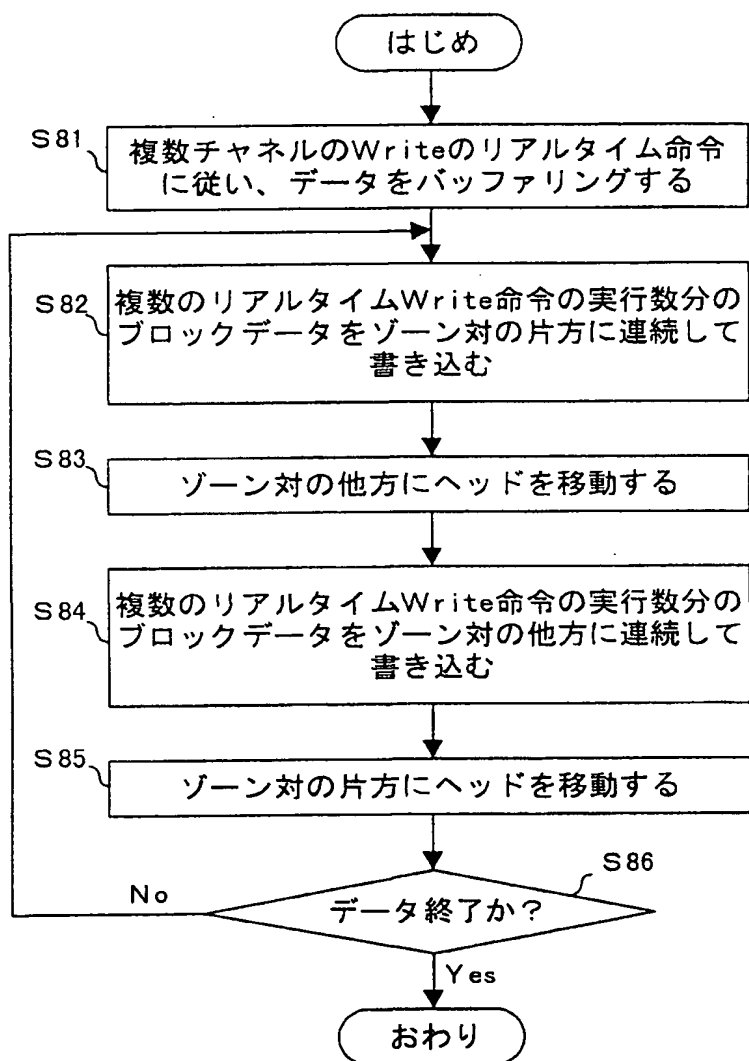 はじめ
S81
複数チャネルのWriteのリアルタイム命令
に従い、データをバッファリングする
S82
複数のリアルタイムWrite命令の実行数分の
ブロックデータをゾーン対の片方に連続して
書き込む
S83
ゾーン対の他方にヘッドを移動する
S84
複数のリアルタイムWrite命令の実行数分の
ブロックデータをゾーン対の他方に連続して
書き込む
S85
ゾーン対の片方にヘッドを移動する
S86
No
データ終了か？
Yes
おわり